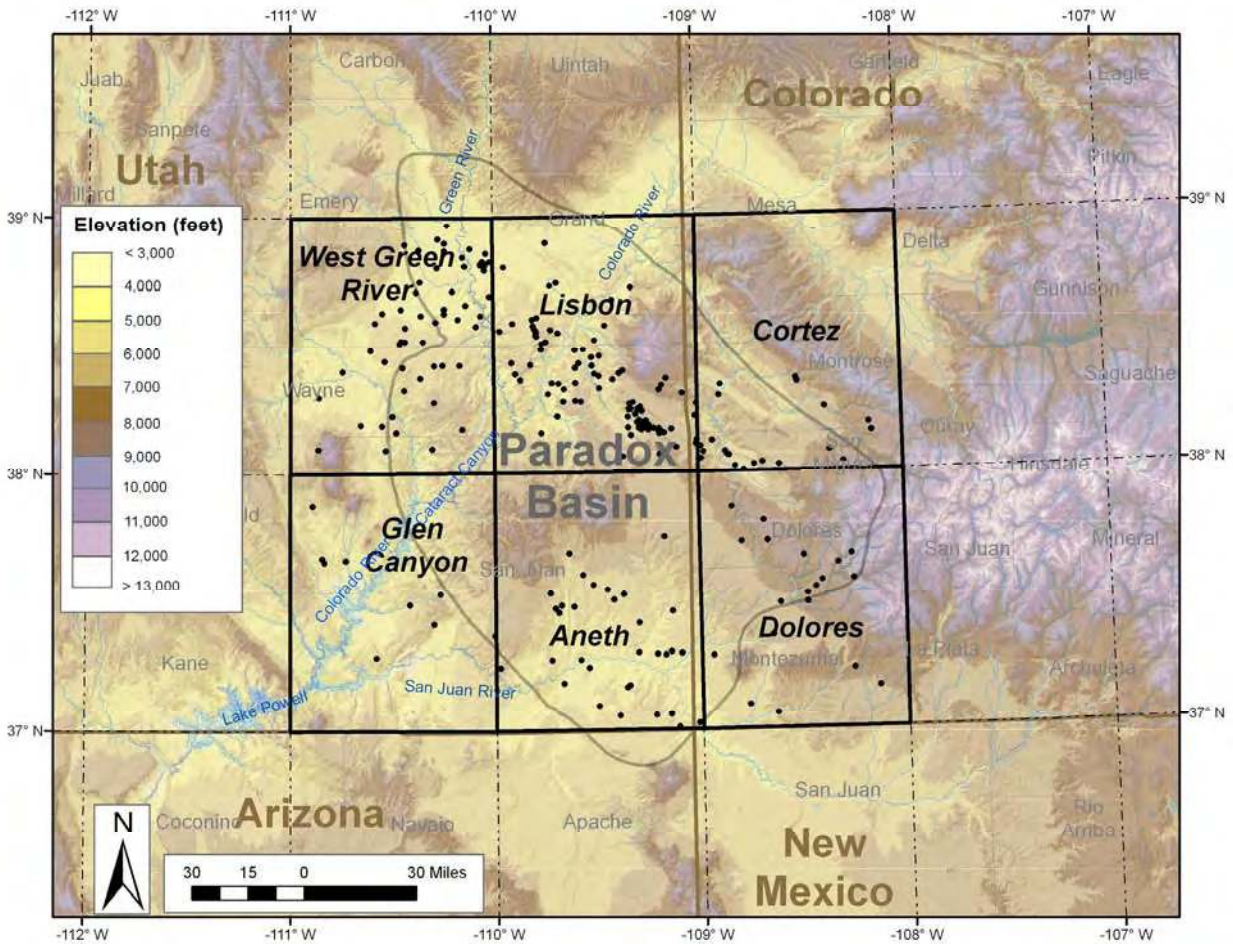 -112° W -111° W -110° W -109° W -108° W -107° W
Carbon
Uintah
Garfield
Juab
Eagle
Colorado
Sanpete
Green River
Pitkin
Utah
Millard
Emery
Colorado River
39° N
39° N
Grand
Mesa
Elevation (feet)
Delta
< 3,000
4,000
5,000
6,000
7,000
8,000
9,000
10,000
11,000
12,000
> 13,000
West Green
River
Lisbon
Gunnison
Cortez
Montrose
Saguache
Wayne
Ouray
San
Miguel
Paradox
Basin
38° N
38° N
Hinsdale
Cataract Canyon
ld
Glen
Canyon
Colorado River
Dolores
San Juan
Mineral
San Juan
Aneth
Dolores
Montezuma
La Plata
Archuleta
Kane
San Juan River
Lake Powell
37° N
37° N
San Juan
Rio
Arriba
N
Coconino
Arizona
Navajo
Apache
New
Mexico
30 15 0 30 Miles
-112° W -111° W -110° W -109° W -108° W -107° W